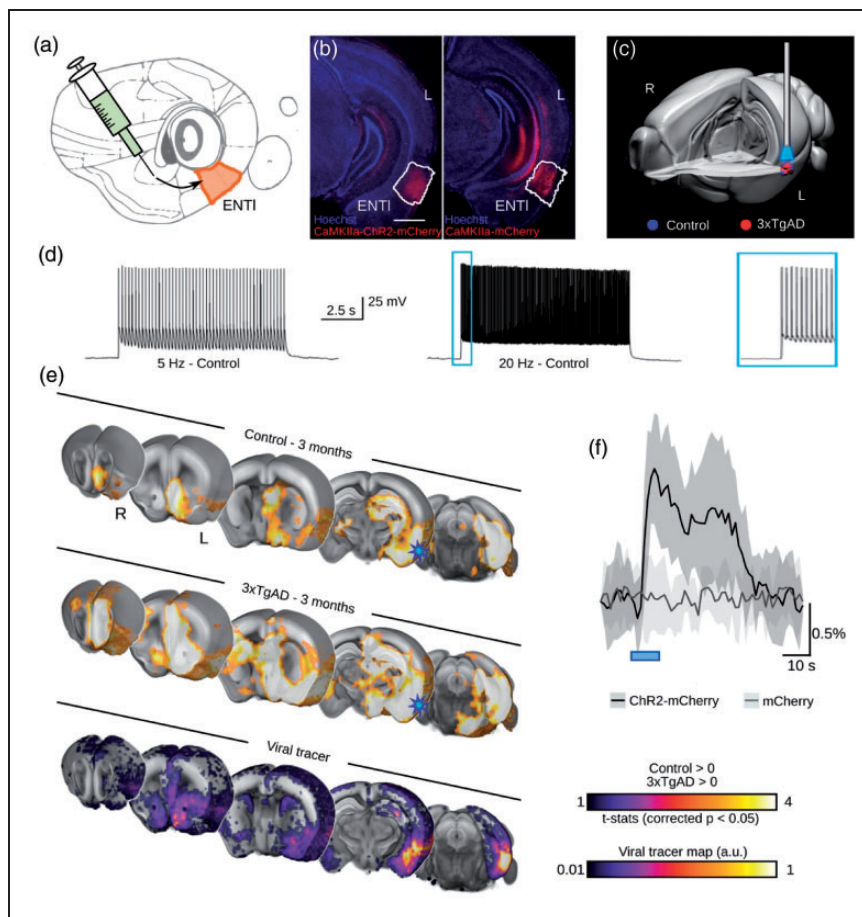 (a)
ENTl
(b)
L
L
ENTl
ENTl
Hoechst
CaMKIIa-ChR2-mCherry
Hoechst
CaMKIIa-mCherry
(c)
R
L
Control
3xTgAD
(d)
2.5 s
25 mV
5 Hz - Control
20 Hz - Control
(e)
Control - 3 months
R
L
3xTgAD - 3 months
Viral tracer
(f)
0.5%
10 s
ChR2-mCherry
mCherry
Control > 0
3xTgAD > 0
1
4
t-stats (corrected p < 0.05)
Viral tracer map (a.u.)
0.01
1